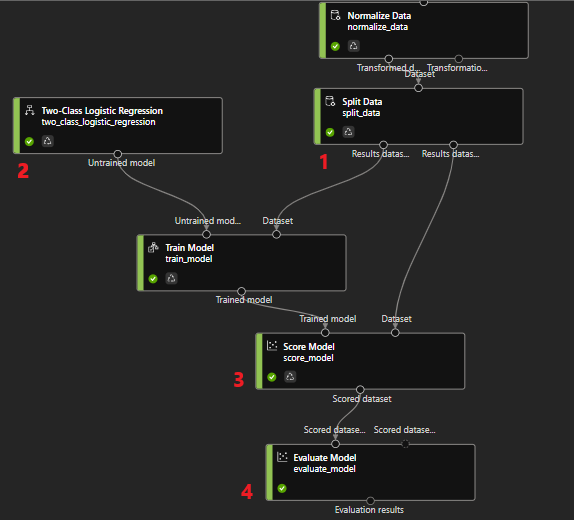 Normalize Data
normalize_data
Transformed d...
Transformatio...
Dataset
Split Data
split_data
1
Results datas...
Results datas...
Two-Class Logistic Regression
two_class_logistic_regression
2
Untrained model
Untrained mod...
Dataset
Train Model
train_model
Trained model
Trained model
Dataset
Score Model
score_model
3
Scored dataset
Scored datase...
Scored datase...
Evaluate Model
evaluate_model
4
Evaluation results